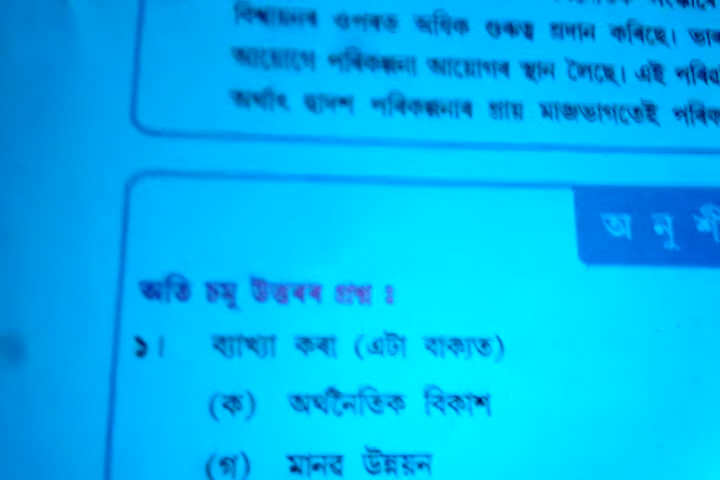 বিশ্বায়নৰ ওপৰত অধিক গুৰুত্ব প্ৰদান কৰিছে।
আয়োগে পৰিকল্পনা আয়োগৰ স্থান লৈছে। এই
অৰ্থাৎ দ্বাদশ পৰিকল্পনাৰ প্ৰায় মাজভাগতেই
অ নু শী
অতি চমু উত্তৰৰ প্ৰশ্ন ঃ
১। ব্যাখ্যা কৰা (এটা বাক্যত)
(ক) অৰ্থনৈতিক বিকাশ
(গ) মানৱ উন্নয়ন